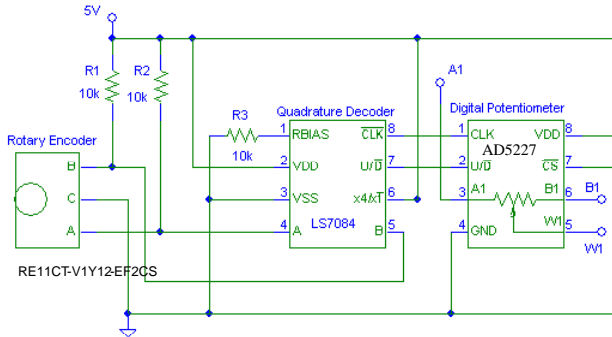 5V
R1
10k
R2
10k
A1
R3
10k
Quadrature Decoder
Digital Potentiometer
Rotary Encoder
B
C
A
RE11CT-V1Y12-EF2CS
1 RBIAS CLK 8
2 VDD U/D 7
3 VSS x4/xT 6
4 A B 5
LS7084
1 CLK VDD 8
AD5227
2 U/D CS 7
3 A1 B1 6
4 GND W1 5
B1
W1